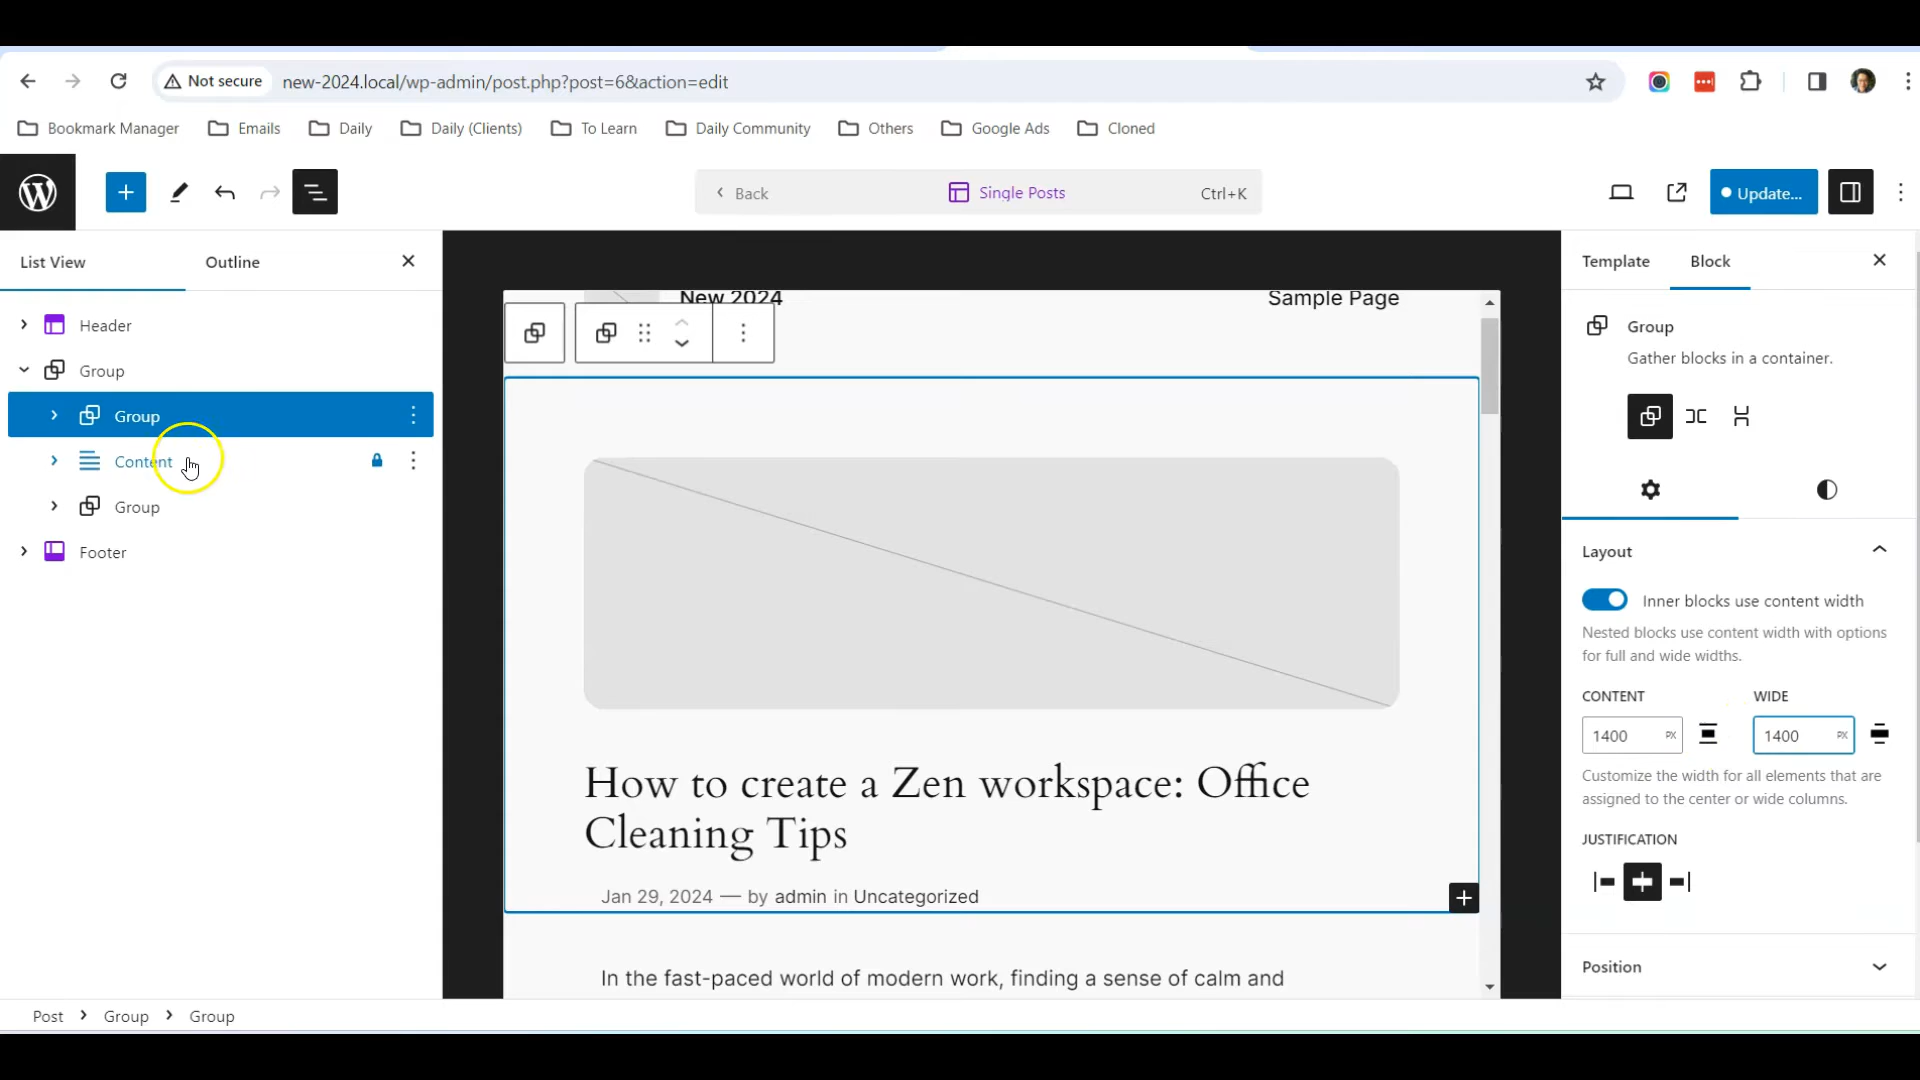 Not secure
new-2024.local/wp-admin/post.php?post=6&action=edit
Bookmark Manager
Emails
Daily
Daily (Clients)
To Learn
Daily Community
Others
Google Ads
Cloned
Back
Single Posts
Ctrl+K
Update...
List View
Outline
Header
Group
Group
Content
Group
Footer
New 2024
Sample Page
How to create a Zen workspace: Office
Cleaning Tips
Jan 29, 2024 — by admin in Uncategorized
In the fast-paced world of modern work, finding a sense of calm and
Template
Block
Group
Gather blocks in a container.
Layout
Inner blocks use content width
Nested blocks use content width with options
for full and wide widths.
CONTENT
WIDE
1400 PX
1400 PX
Customize the width for all elements that are
assigned to the center or wide columns.
JUSTIFICATION
Position
Post
Group
Group